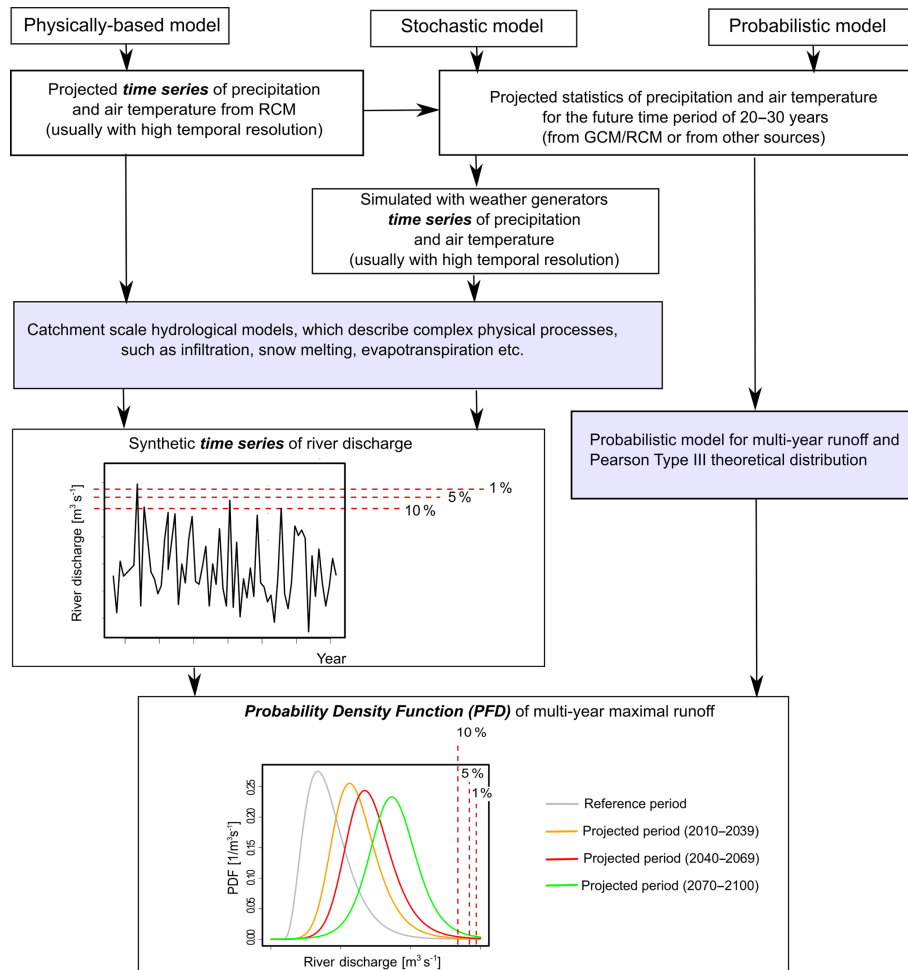 Physically-based model
Stochastic model
Probabilistic model
Projected time series of precipitation
and air temperature from RCM
(usually with high temporal resolution)
Projected statistics of precipitation and air temperature
for the future time period of 20–30 years
(from GCM/RCM or from other sources)
Simulated with weather generators
time series of precipitation
and air temperature
(usually with high temporal resolution)
Catchment scale hydrological models, which describe complex physical processes,
such as infiltration, snow melting, evapotranspiration etc.
Probabilistic model for multi-year runoff and
Pearson Type III theoretical distribution
Synthetic time series of river discharge
1 %
5 %
10 %
River discharge [m³ s⁻¹]
Year
Probability Density Function (PFD) of multi-year maximal runoff
10 %
5 %
1 %
PDF [1/m³s⁻¹]
0.25
0.20
0.15
0.10
0.05
0.00
River discharge [m³ s⁻¹]
Reference period
Projected period (2010–2039)
Projected period (2040–2069)
Projected period (2070–2100)